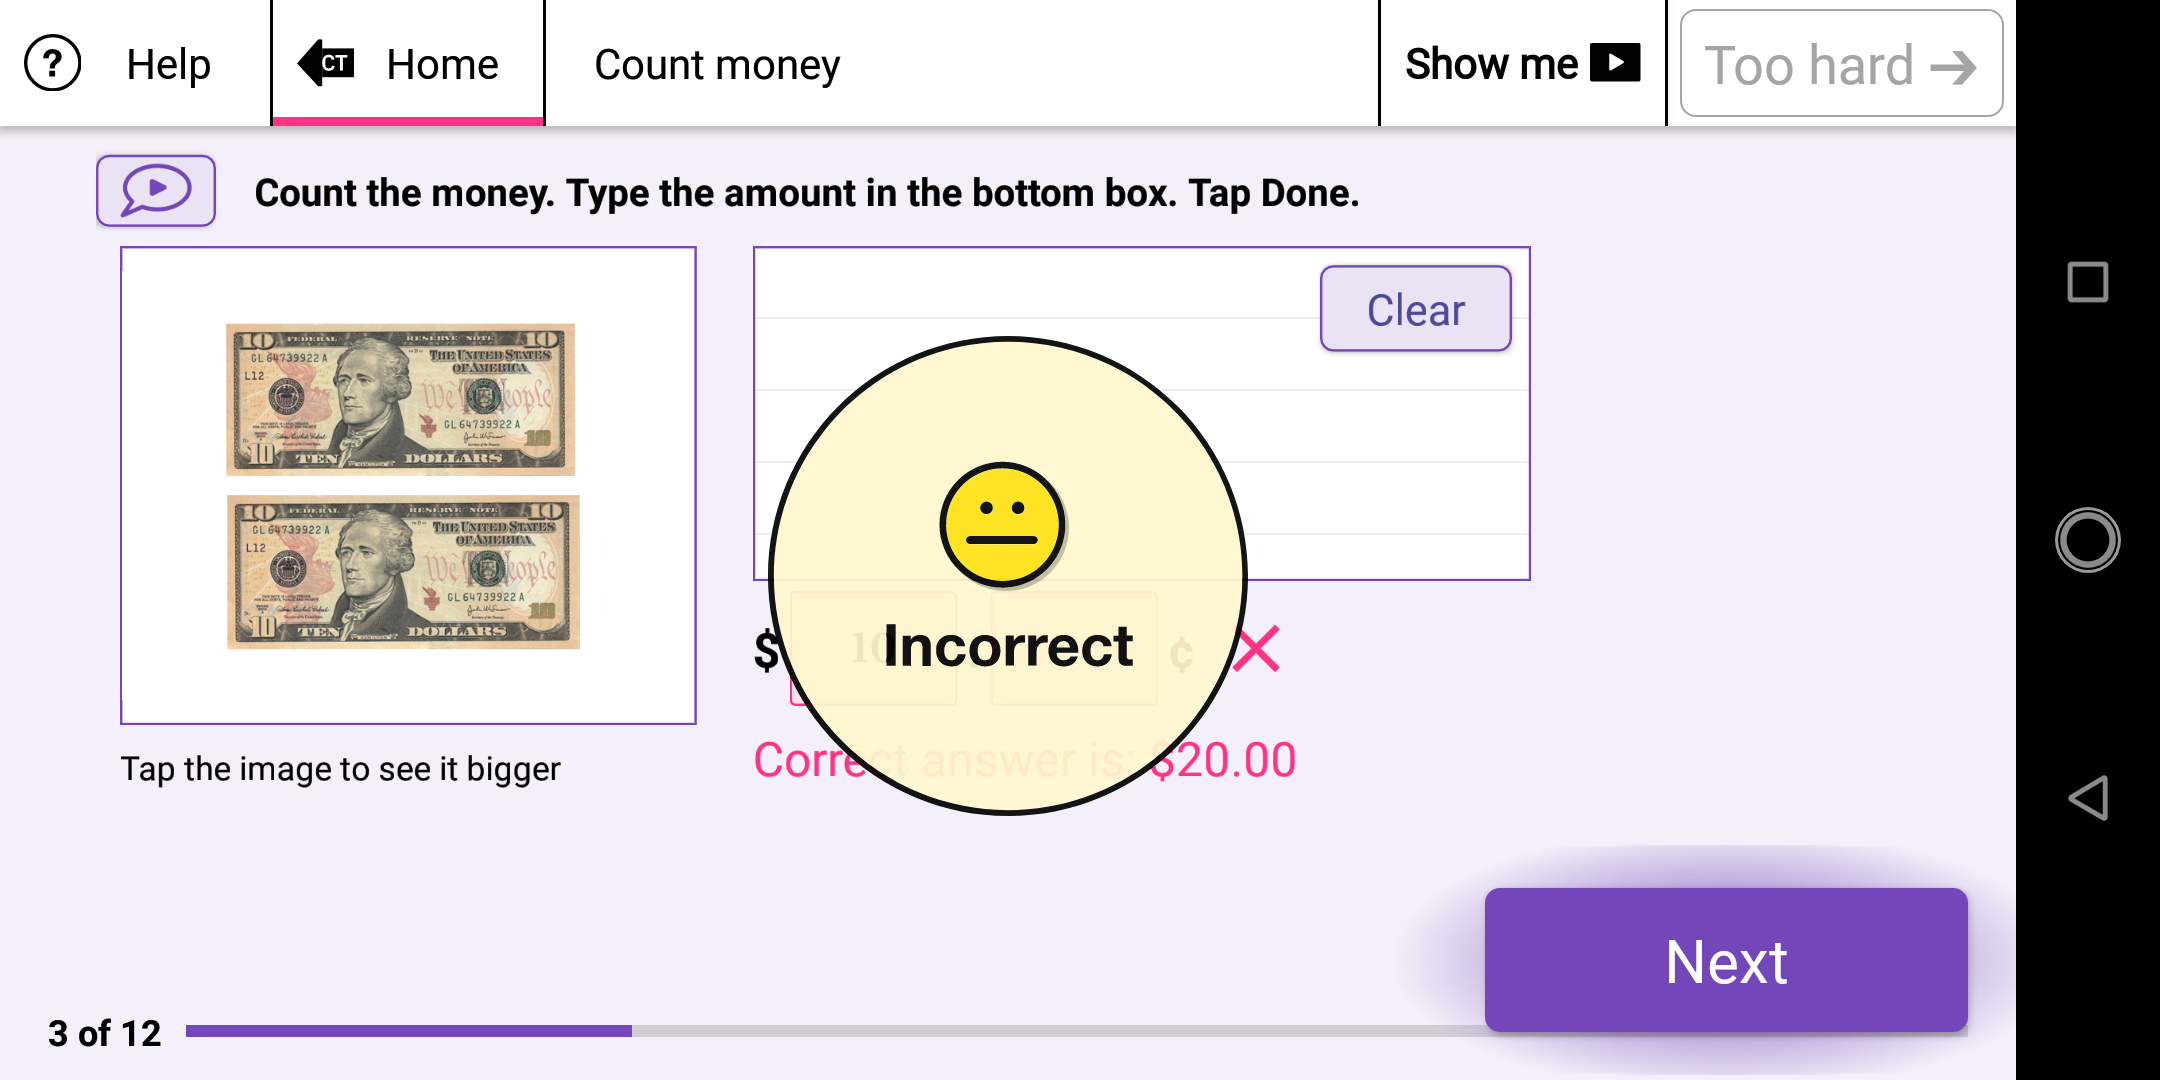 ? Help
CT Home
Count money
Show me
Too hard
Count the money. Type the amount in the bottom box. Tap Done.
Clear
10 FEDERAL RESERVE NOTE 10
GL 64739922 A
THE UNITED STATES
OF AMERICA
L12
We People
GL 64739922 A
10 TEN DOLLARS 10
10 FEDERAL RESERVE NOTE 10
GL 64739922 A
THE UNITED STATES
OF AMERICA
L12
We People
GL 64739922 A
10 TEN DOLLARS 10
$ 10 ¢
Incorrect
Correct answer is: $20.00
Tap the image to see it bigger
Next
3 of 12